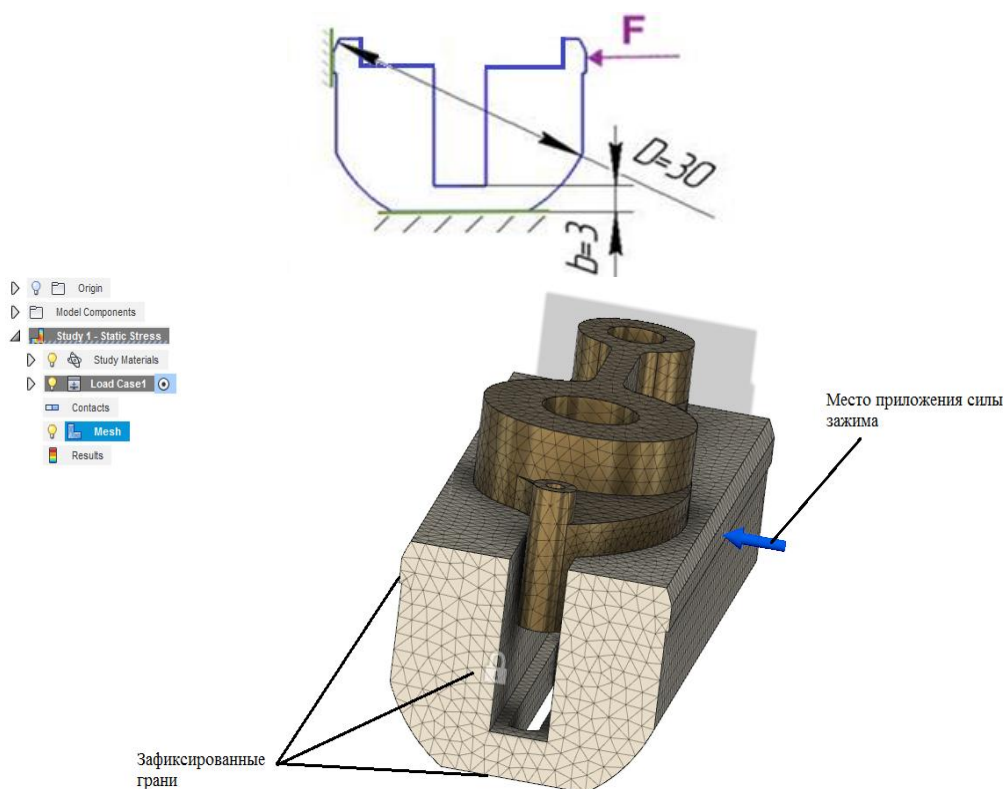 F
D=30
b=3
Origin
Model Components
Study 1 - Static Stress
Study Materials
Load Case1
Contacts
Mesh
Results
Место приложения силы
зажима
Зафиксированные
грани